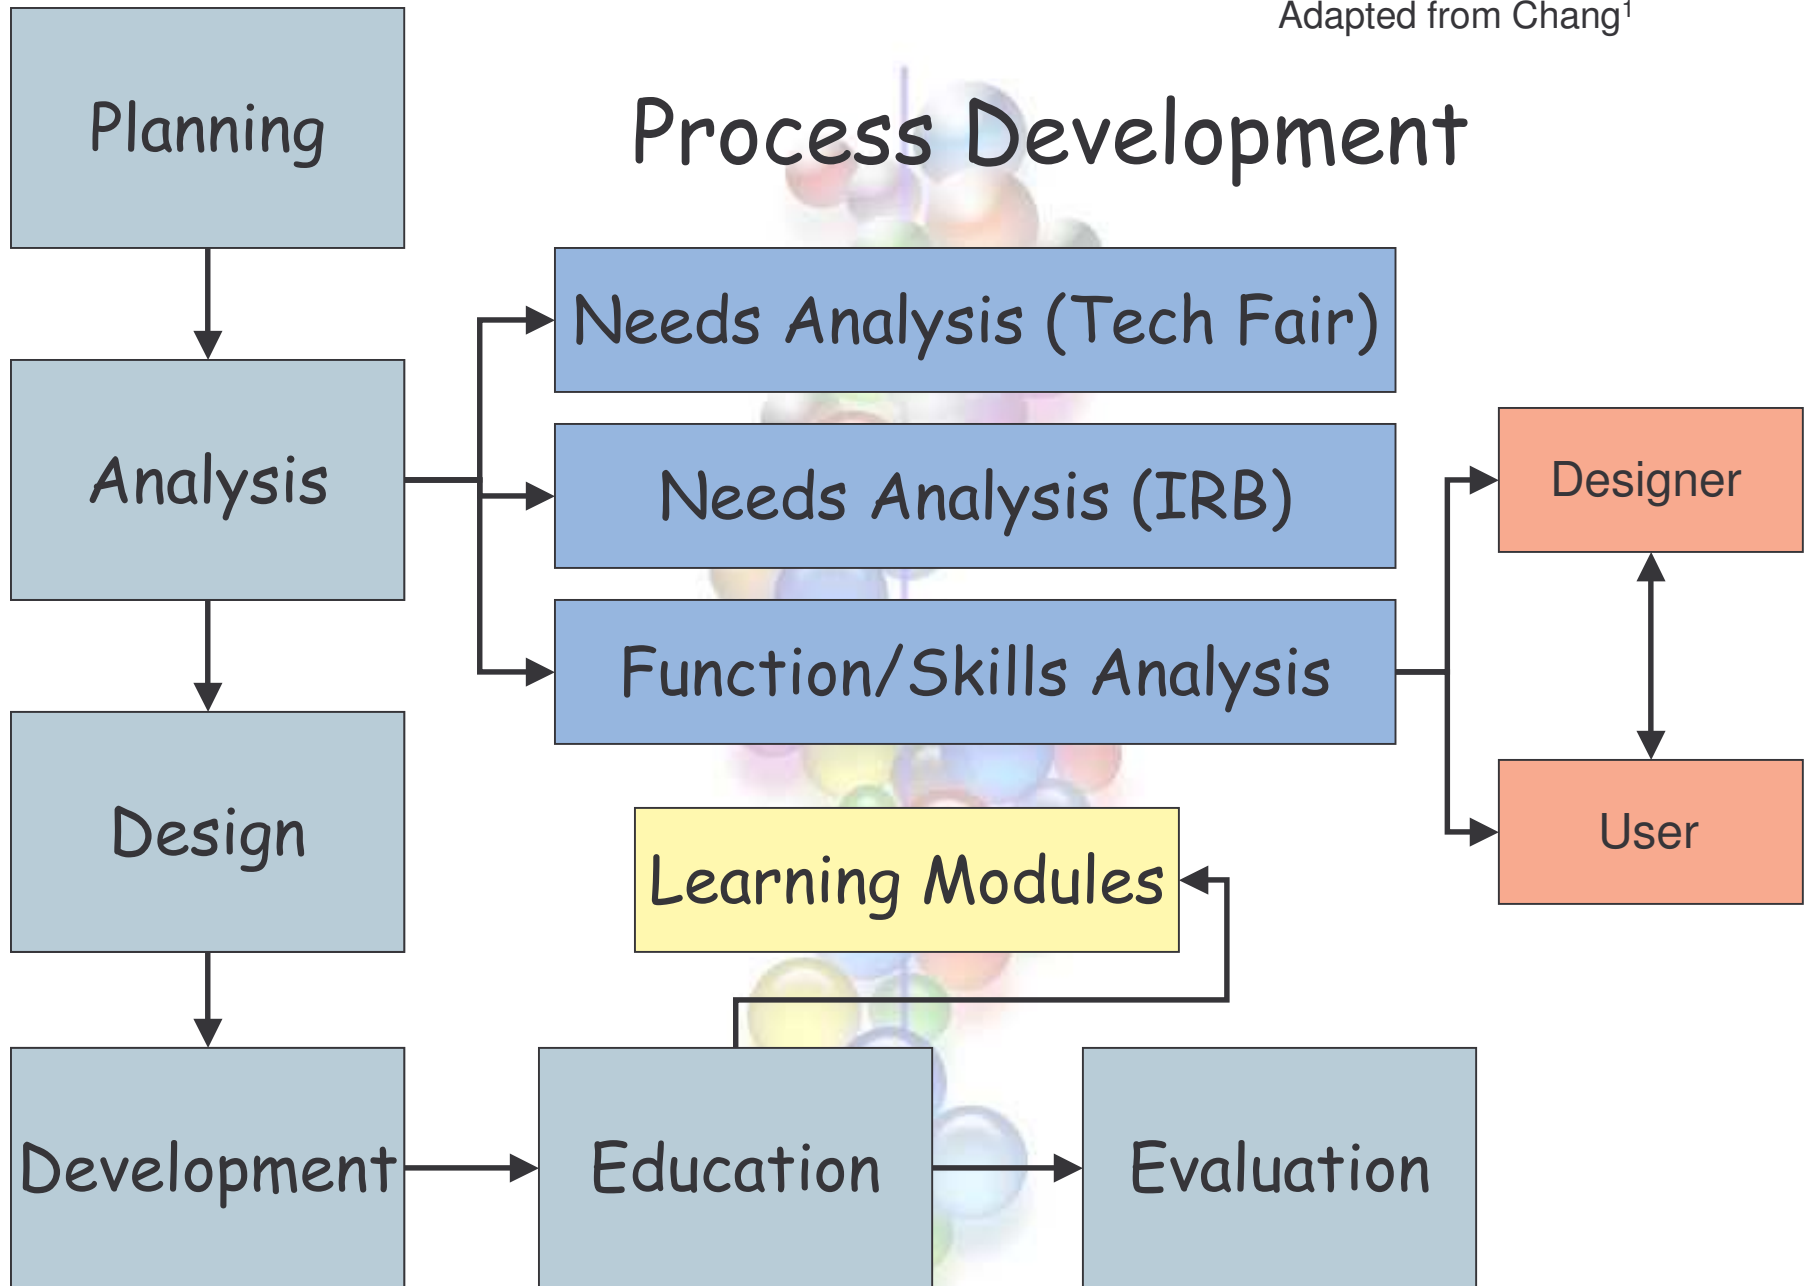 Adapted from Chang¹
Process Development
Planning
Analysis
Needs Analysis (Tech Fair)
Needs Analysis (IRB)
Function/Skills Analysis
Designer
User
Design
Learning Modules
Development
Education
Evaluation